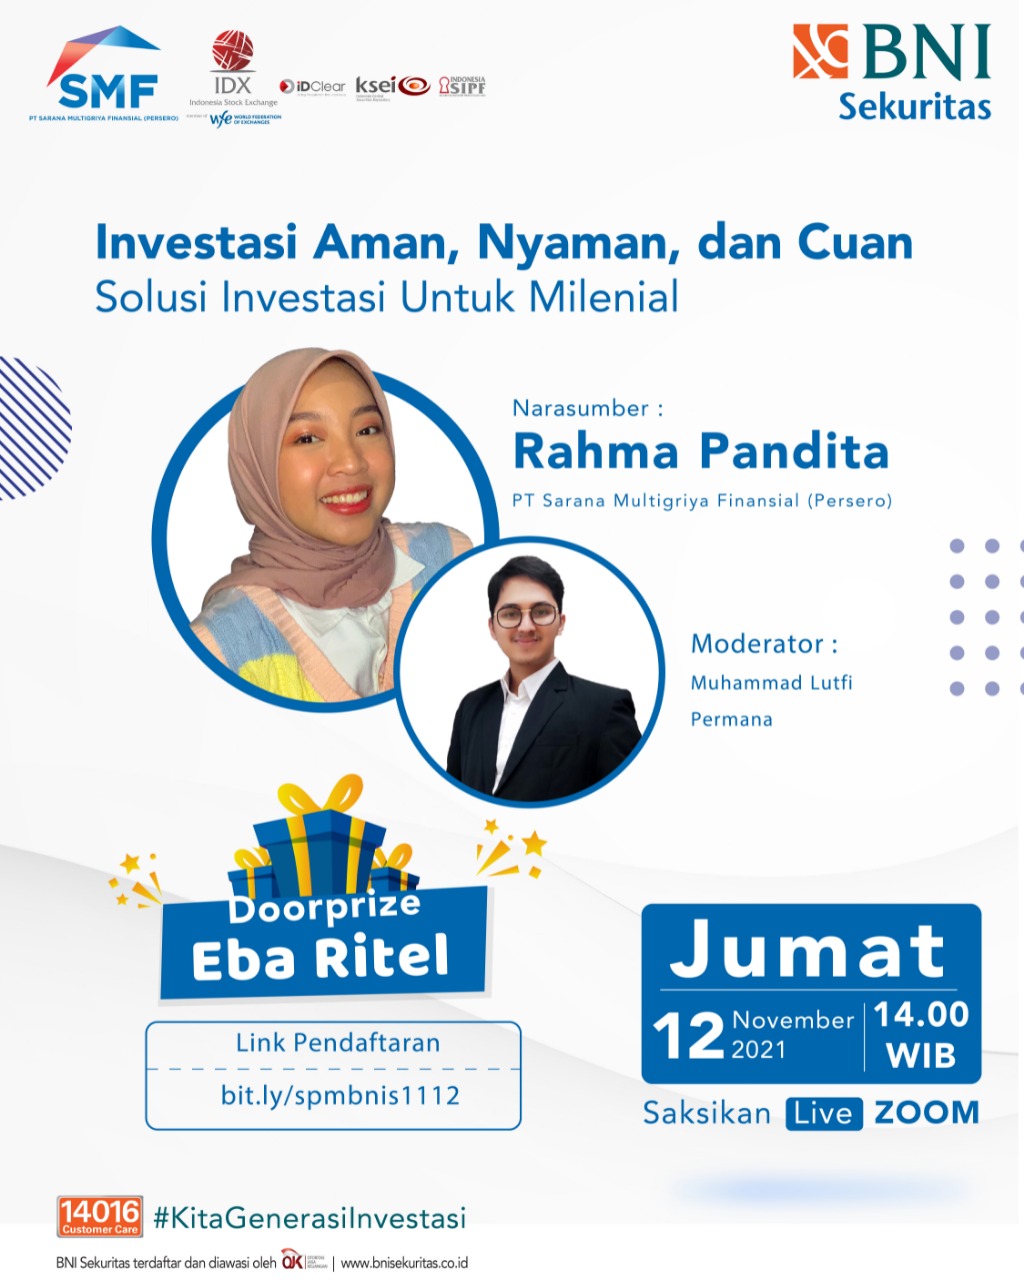 SMF
PT SARANA MULTIGRIYA FINANSIAL (PERSERO)
IDX
Indonesia Stock Exchange
wfe WORLD FEDERATION
OF EXCHANGES
iDClear
ksei
INDONESIA
SIPF
BNI
Sekuritas
Investasi Aman, Nyaman, dan Cuan
Solusi Investasi Untuk Milenial
Narasumber :
Rahma Pandita
PT Sarana Multigriya Finansial (Persero)
Moderator :
Muhammad Lutfi
Permana
Doorprize
Eba Ritel
Link Pendaftaran
bit.ly/spmbnis1112
Jumat
12 November
2021
14.00
WIB
Saksikan Live ZOOM
14016
Customer Care
#KitaGenerasiInvestasi
BNI Sekuritas terdaftar dan diawasi oleh OJK | www.bnisekuritas.co.id